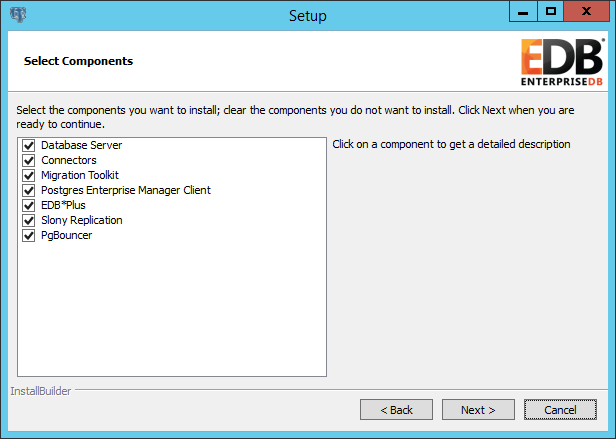 Setup
Select Components
EDB
ENTERPRISEDB
Select the components you want to install; clear the components you do not want to install. Click Next when you are
ready to continue.
Database Server
Connectors
Migration Toolkit
Postgres Enterprise Manager Client
EDB*Plus
Slony Replication
PgBouncer
Click on a component to get a detailed description
InstallBuilder
< Back
Next >
Cancel